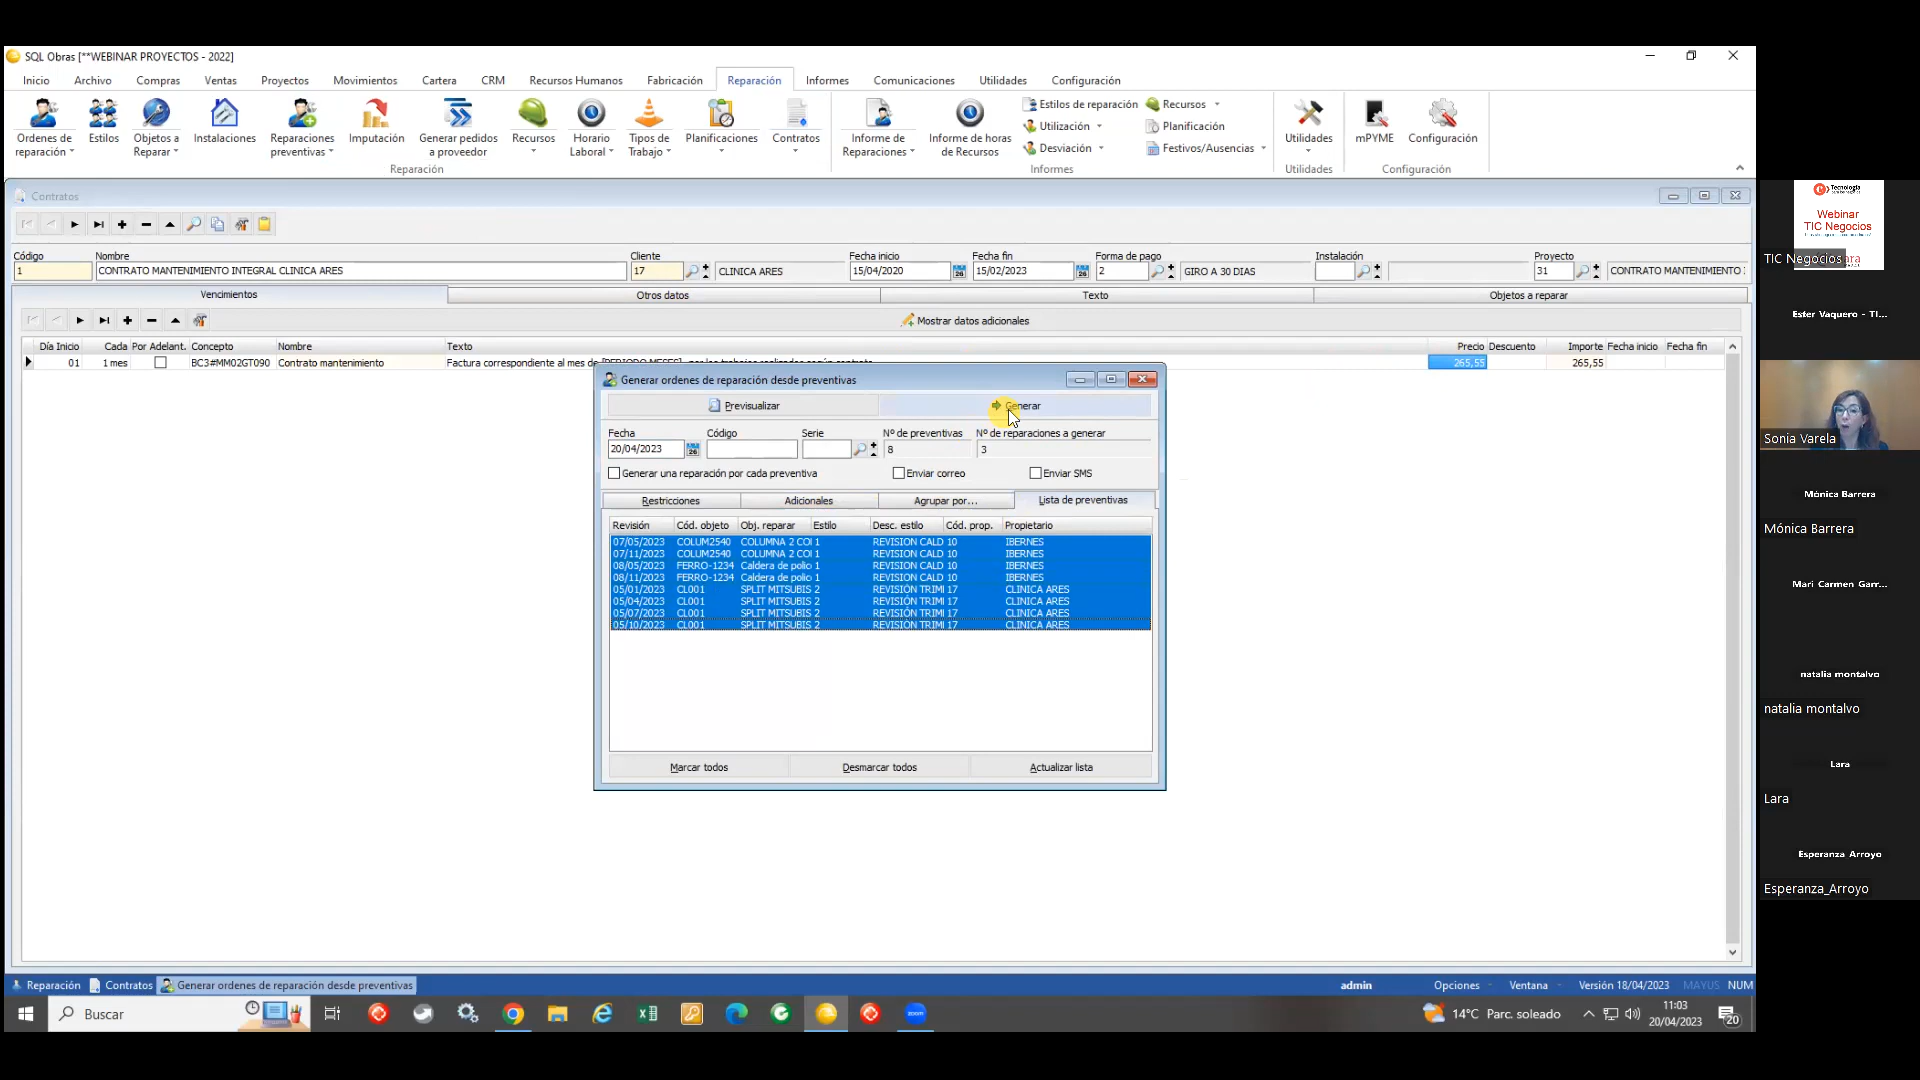 SQL Obras [**WEBINAR PROYECTOS - 2022]
Inicio Archivo Compras Ventas Proyectos Movimientos Cartera CRM Recursos Humanos Fabricación Reparación Informes Comunicaciones Utilidades Configuración
Ordenes de reparación Estilos Objetos a Reparar Instalaciones Reparaciones preventivas Imputación Generar pedidos a proveedor Recursos Horario Laboral Tipos de Trabajo Planificaciones Contratos
Informe de Reparaciones Informe de horas de Recursos
Estilos de reparación Recursos
Utilización Planificación
Desviación Festivos/Ausencias
Utilidades mPYME Configuración
Reparación Informes Utilidades Configuración
Contratos
Código Nombre Cliente Fecha inicio Fecha fin Forma de pago Instalación Proyecto
1 CONTRATO MANTENIMIENTO INTEGRAL CLINICA ARES 17 CLINICA ARES 15/04/2020 15/02/2023 2 GIRO A 30 DIAS 31 CONTRATO MANTENIMIENTO
Vencimientos Otros datos Texto Objetos a reparar
Mostrar datos adicionales
Día Inicio Cada Por Adelant. Concepto Nombre Texto Precio Descuento Importe Fecha inicio Fecha fin
01 1 mes BC3#MM02GT090 Contrato mantenimiento Factura correspondiente al mes de 265,55 265,55
Generar ordenes de reparación desde preventivas
Previsualizar Generar
Fecha Código Serie Nº de preventivas Nº de reparaciones a generar
20/04/2023 8 3
Generar una reparación por cada preventiva Enviar correo Enviar SMS
Restricciones Adicionales Agrupar por... Lista de preventivas
Revisión Cód. objeto Obj. reparar Estilo Desc. estilo Cód. prop. Propietario
07/05/2023 COLUM2540 COLUMNA 2 COI 1 REVISION CALD 10 IBERNES
07/11/2023 COLUM2540 COLUMNA 2 COI 1 REVISION CALD 10 IBERNES
08/05/2023 FERRO-1234 Caldera de polic 1 REVISION CALD 10 IBERNES
08/11/2023 FERRO-1234 Caldera de polic 1 REVISION CALD 10 IBERNES
05/01/2023 CL001 SPLIT MITSUBIS 2 REVISIÓN TRIMI 17 CLINICA ARES
05/04/2023 CL001 SPLIT MITSUBIS 2 REVISIÓN TRIMI 17 CLINICA ARES
05/07/2023 CL001 SPLIT MITSUBIS 2 REVISIÓN TRIMI 17 CLINICA ARES
05/10/2023 CL001 SPLIT MITSUBIS 2 REVISIÓN TRIMI 17 CLINICA ARES
Marcar todos Desmarcar todos Actualizar lista
Reparación Contratos Generar ordenes de reparación desde preventivas admin Opciones Ventana Versión 18/04/2023 MAYUS NUM
Buscar 14°C Parc. soleado 11:03
20/04/2023 20
Tecnología
Webinar
TIC Negocios
TIC Negocios
Ester Vaquero - TI...
Sonia Varela
Mónica Barrera
Mónica Barrera
Mari Carmen Garr...
natalia montalvo
natalia montalvo
Lara
Lara
Esperanza Arroyo
Esperanza_Arroyo